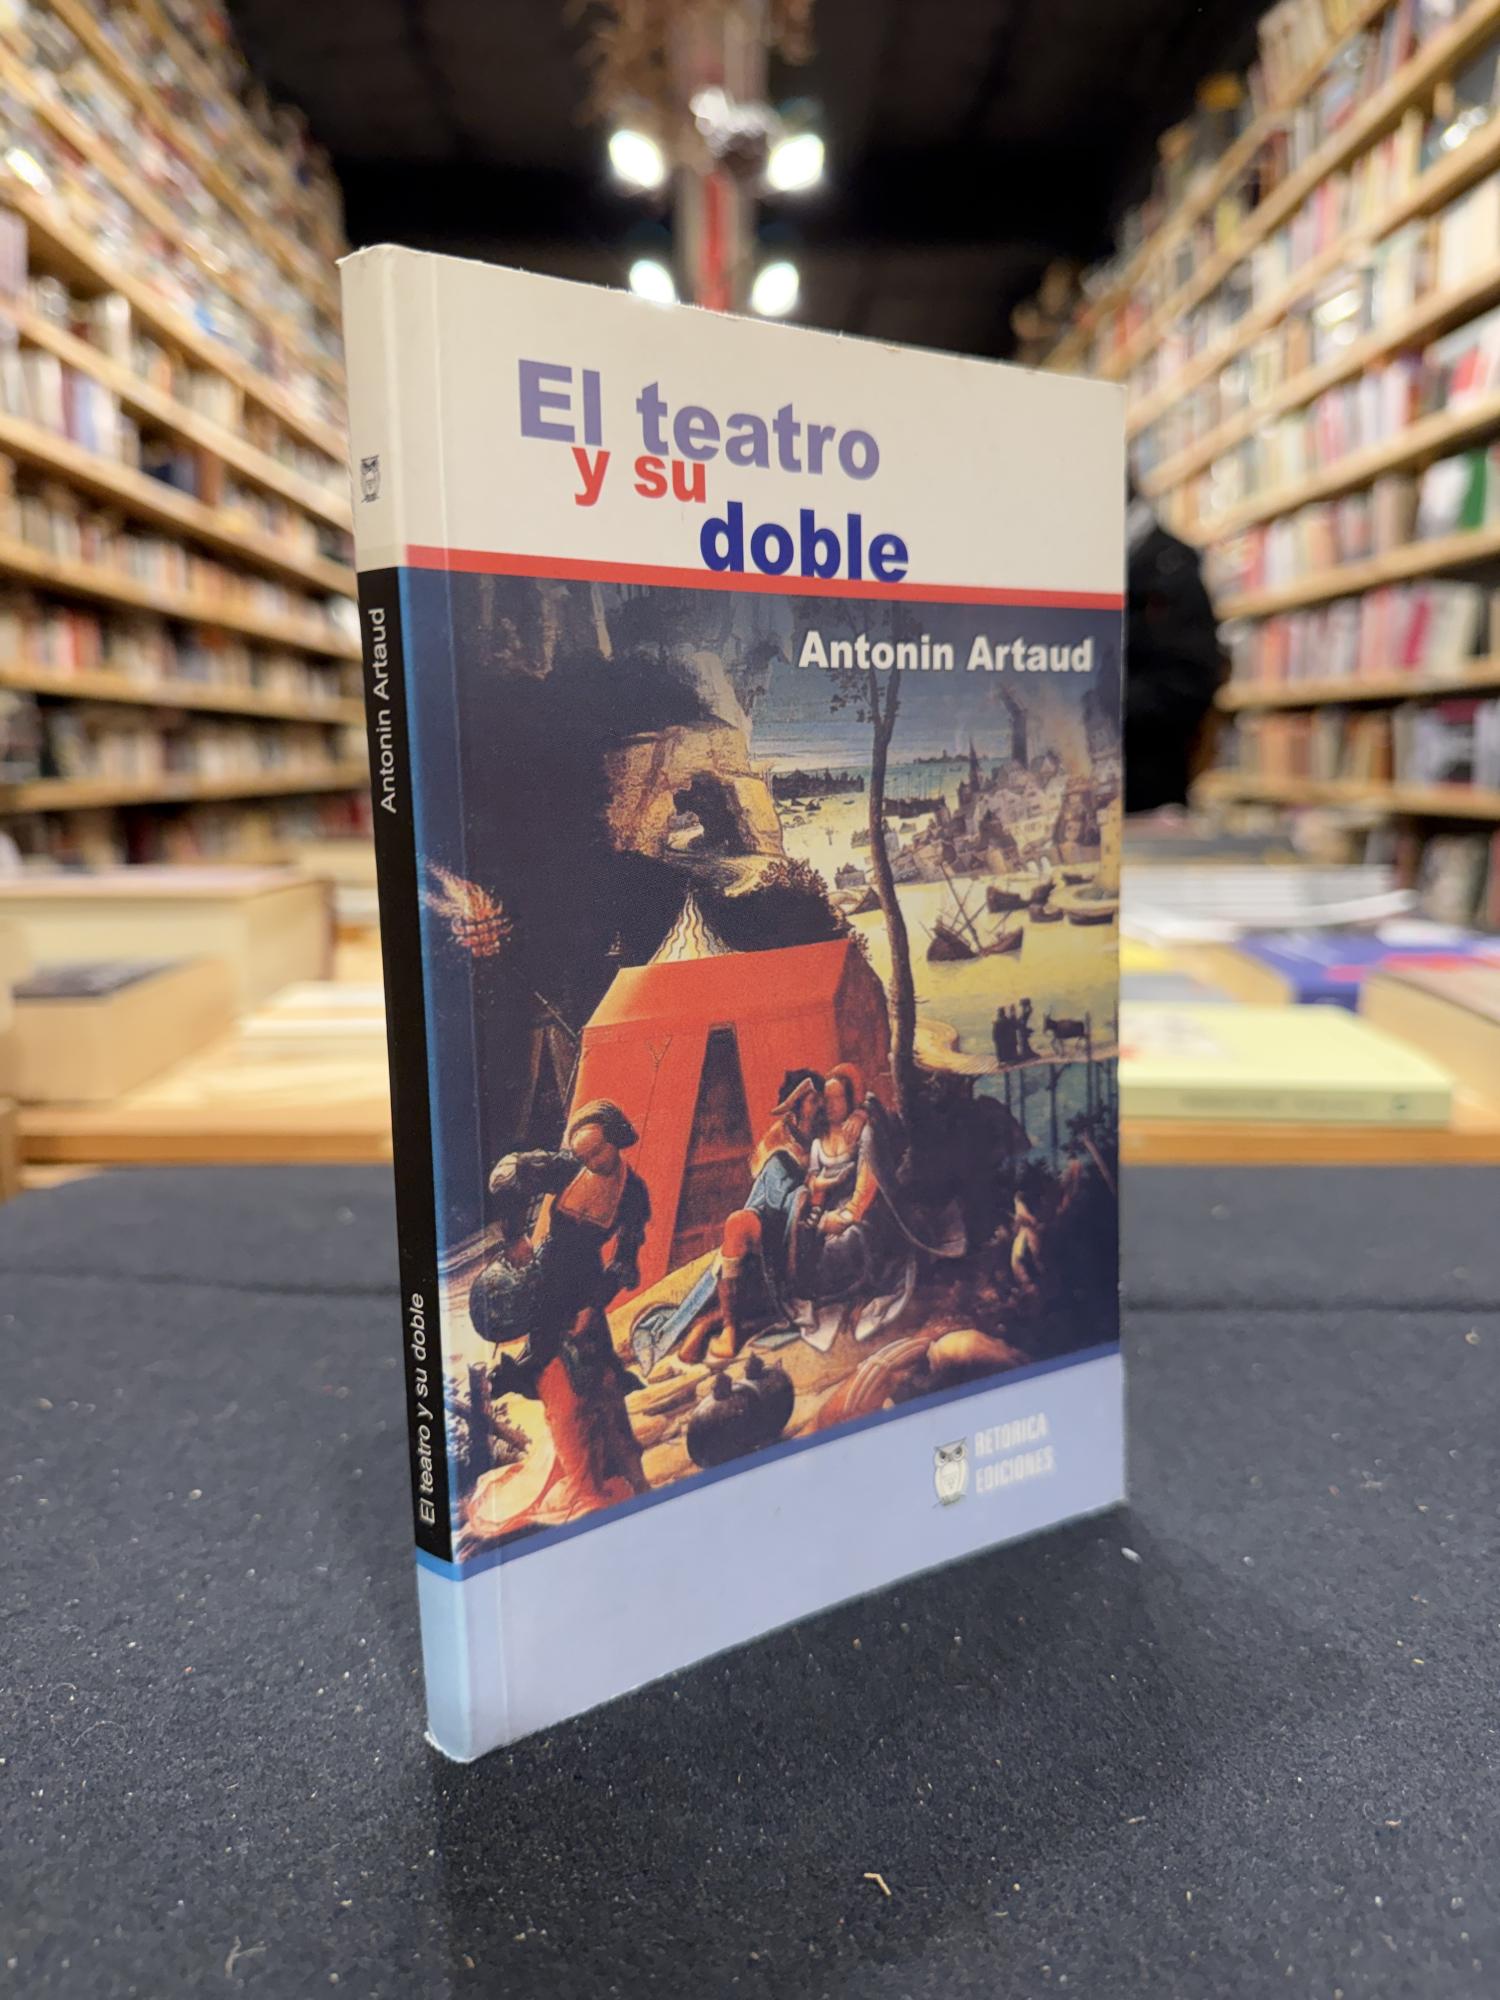 El teatro
y su
doble
Antonin Artaud
RETORICA
EDICIONES
Antonin Artaud
El teatro y su doble